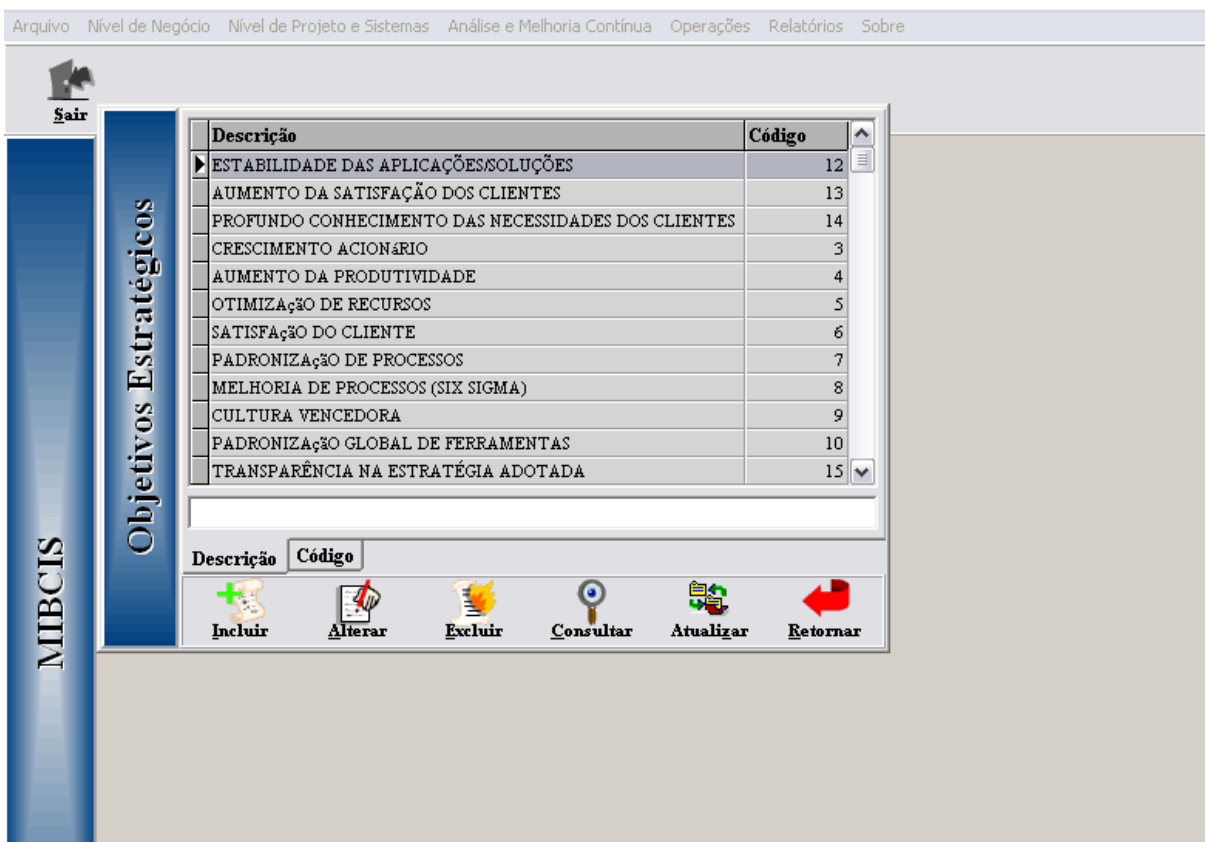 Arquivo Nível de Negócio Nível de Projeto e Sistemas Análise e Melhoria Contínua Operações Relatórios Sobre
Sair
MIBCIS
Objetivos Estratégicos
Descrição Código
ESTABILIDADE DAS APLICAÇÕES/SOLUÇÕES 12
AUMENTO DA SATISFAÇÃO DOS CLIENTES 13
PROFUNDO CONHECIMENTO DAS NECESSIDADES DOS CLIENTES 14
CRESCIMENTO ACIONáRIO 3
AUMENTO DA PRODUTIVIDADE 4
OTIMIZAçãO DE RECURSOS 5
SATISFAçãO DO CLIENTE 6
PADRONIZAçãO DE PROCESSOS 7
MELHORIA DE PROCESSOS (SIX SIGMA) 8
CULTURA VENCEDORA 9
PADRONIZAçãO GLOBAL DE FERRAMENTAS 10
TRANSPARÊNCIA NA ESTRATÉGIA ADOTADA 15
Descrição Código
Incluir Alterar Excluir Consultar Atualizar Retornar